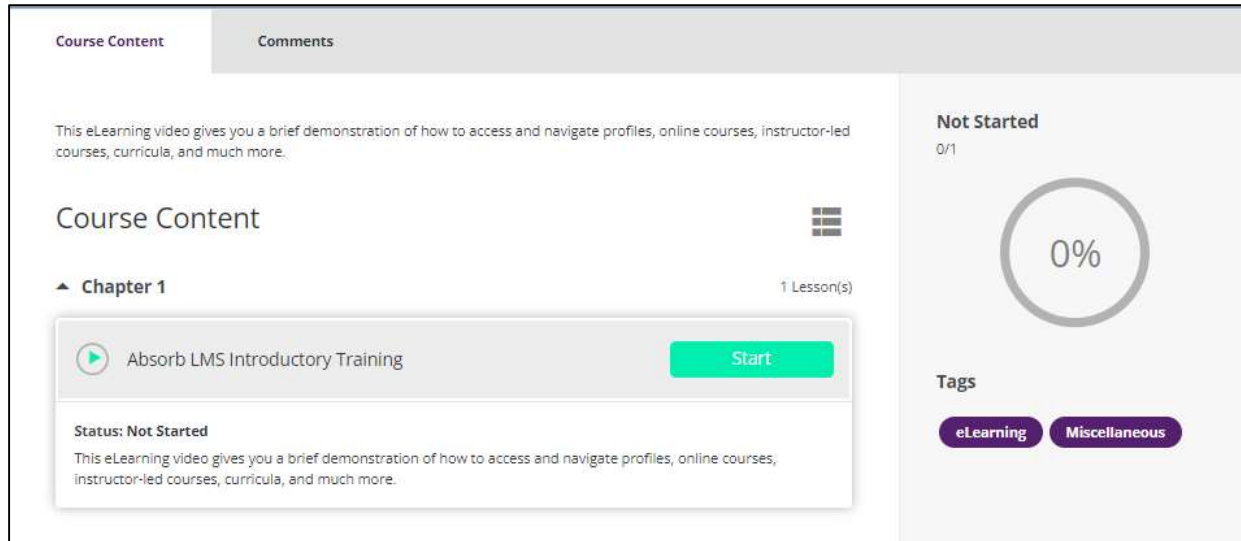 Course Content
Comments
This eLearning video gives you a brief demonstration of how to access and navigate profiles, online courses, instructor-led
courses, curricula, and much more.
Course Content
Chapter 1
1 Lesson(s)
Absorb LMS Introductory Training
Start
Status: Not Started
This eLearning video gives you a brief demonstration of how to access and navigate profiles, online courses,
instructor-led courses, curricula, and much more.
Not Started
0/1
0%
Tags
eLearning
Miscellaneous